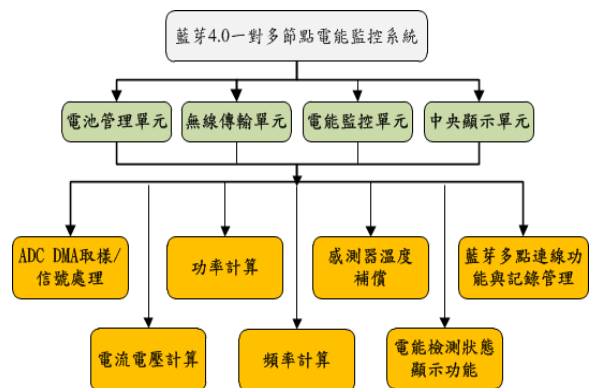 藍芽4.0一對多節點電能監控系統
電池管理單元
無線傳輸單元
電能監控單元
中央顯示單元
ADC DMA取樣/
信號處理
功率計算
感測器溫度
補償
藍芽多點連線功
能與記錄管理
電流電壓計算
頻率計算
電能檢測狀態
顯示功能